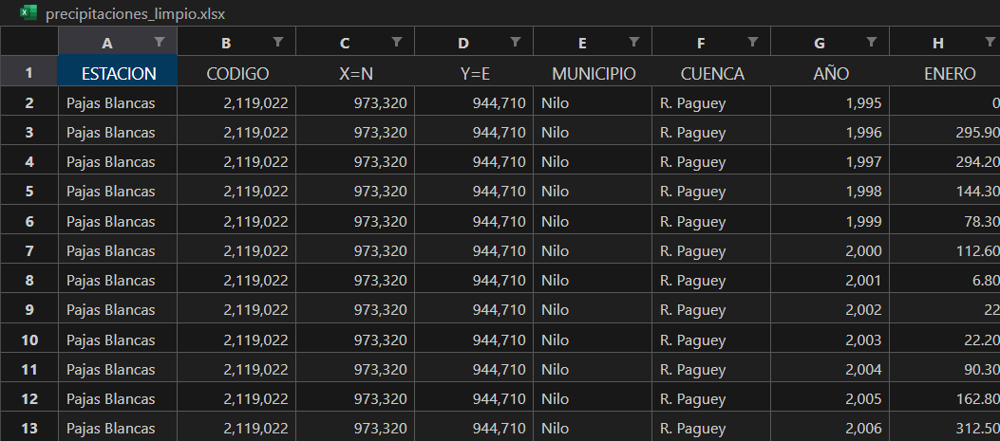 precipitaciones_limpio.xlsx
A B C D E F G H
1 ESTACION CODIGO X=N Y=E MUNICIPIO CUENCA AÑO ENERO
2 Pajas Blancas 2,119,022 973,320 944,710 Nilo R. Paguey 1,995 0
3 Pajas Blancas 2,119,022 973,320 944,710 Nilo R. Paguey 1,996 295.90
4 Pajas Blancas 2,119,022 973,320 944,710 Nilo R. Paguey 1,997 294.20
5 Pajas Blancas 2,119,022 973,320 944,710 Nilo R. Paguey 1,998 144.30
6 Pajas Blancas 2,119,022 973,320 944,710 Nilo R. Paguey 1,999 78.30
7 Pajas Blancas 2,119,022 973,320 944,710 Nilo R. Paguey 2,000 112.60
8 Pajas Blancas 2,119,022 973,320 944,710 Nilo R. Paguey 2,001 6.80
9 Pajas Blancas 2,119,022 973,320 944,710 Nilo R. Paguey 2,002 22
10 Pajas Blancas 2,119,022 973,320 944,710 Nilo R. Paguey 2,003 22.20
11 Pajas Blancas 2,119,022 973,320 944,710 Nilo R. Paguey 2,004 90.30
12 Pajas Blancas 2,119,022 973,320 944,710 Nilo R. Paguey 2,005 162.80
13 Pajas Blancas 2,119,022 973,320 944,710 Nilo R. Paguey 2,006 312.50